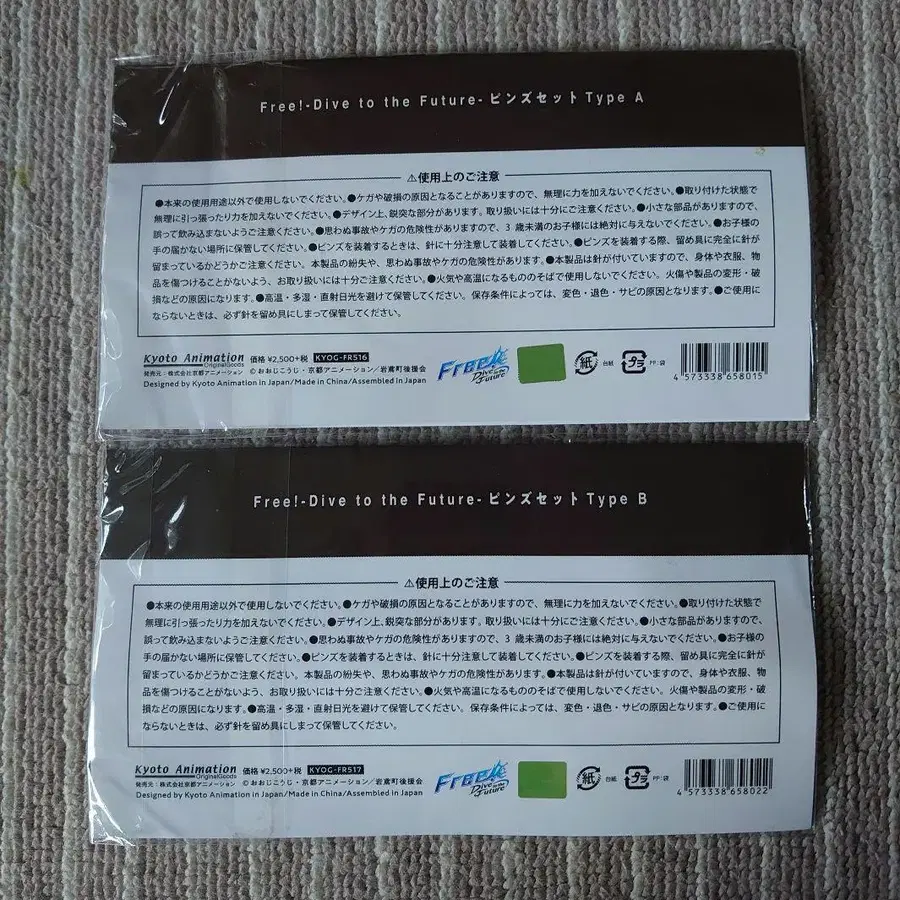 Free!-Dive to the Future-ピンズセット Type A
⚠使用上のご注意
●本来の使用用途以外で使用しないでください。●ケガや破損の原因となることがありますので、無理に力を加えないでください。●取り付けた状態で
無理に引っ張ったり力を加えないでください。●デザイン上、鋭突な部分があります。取り扱いには十分にご注意ください。●小さな部品がありますので、
誤って飲み込まないようご注意ください。●思わぬ事故やケガの危険性がありますので、3 歳未満のお子様には絶対に与えないでください。●お子様
の手の届かない場所に保管してください。●ピンズを装着するときは、針に十分注意して装着してください。●ピンズを装着する際、留め具に完全に針が
留まっているかどうかご注意ください。本製品の紛失や、思わぬ事故やケガの危険性があります。●本製品は針が付いていますので、身体や衣服、物
品を傷つけることがないよう、お取り扱いには十分ご注意ください。●火気や高温になるもののそばで使用しないください。火傷や製品の変形・破
損などの原因になります。●高温・多湿・直射日光を避けて保管してください。保存条件によっては、変色・退色・サビの原因となります。●ご使用に
ならないときは、必ず針を留め具にしまって保管してください。
Kyoto Animation 価格 ¥2,500+税 KYOG-FR516
OriginalGoods
発売元:株式会社京都アニメーション ©おおじこうじ・京都アニメーション/岩鳶町後援会
Designed by Kyoto Animation in Japan/Made in China/Assembled in Japan
Free!
Dive to the Future
紙 台紙 プラ PP:袋
4 573338 658015
Free!-Dive to the Future-ピンズセット Type B
⚠使用上のご注意
●本来の使用用途以外で使用しないでください。●ケガや破損の原因となることがありますので、無理に力を加えないでください。●取り付けた状態で
無理に引っ張ったり力を加えないでください。●デザイン上、鋭突な部分があります。取り扱いには十分にご注意ください。●小さな部品がありますので、
誤って飲み込まないようご注意ください。●思わぬ事故やケガの危険性がありますので、3 歳未満のお子様には絶対に与えないでください。●お子様の
手の届かない場所に保管してください。●ピンズを装着するときは、針に十分注意して装着してください。●ピンズを装着する際、留め具に完全に針が
留まっているかどうかご注意ください。本製品の紛失や、思わぬ事故やケガの危険性があります。●本製品は針が付いていますので、身体や衣服、物
品を傷つけることがないよう、お取り扱いには十分ご注意ください。●火気や高温になるもののそばで使用しないください。火傷や製品の変形・破
損などの原因になります。●高温・多湿・直射日光を避けて保管してください。保存条件によっては、変色・退色・サビの原因となります。●ご使用に
ならないときは、必ず針を留め具にしまって保管してください。
Kyoto Animation 価格 ¥2,500+税 KYOG-FR517
OriginalGoods
発売元:株式会社京都アニメーション ©おおじこうじ・京都アニメーション/岩鳶町後援会
Designed by Kyoto Animation in Japan/Made in China/Assembled in Japan
Free!
Dive to the Future
紙 台紙 プラ PP:袋
4 573338 658022